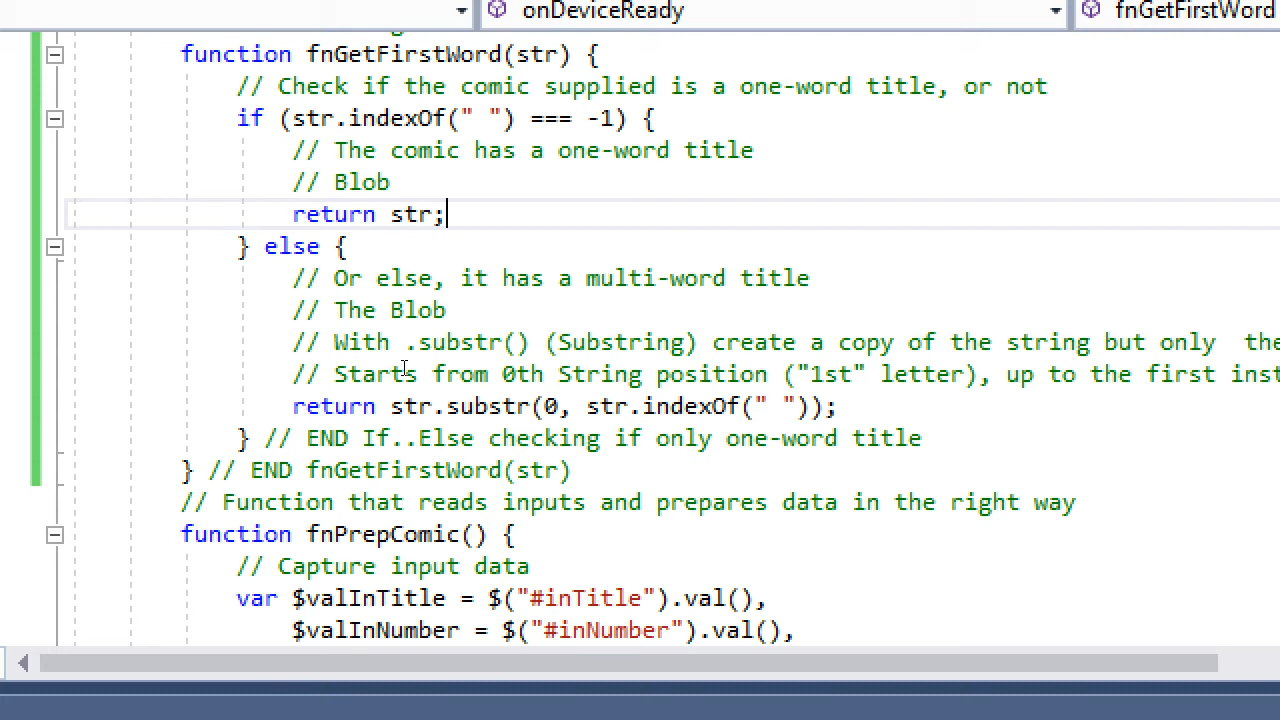 onDeviceReady fnGetFirstWord
function fnGetFirstWord(str) {
// Check if the comic supplied is a one-word title, or not
if (str.indexOf(" ") === -1) {
// The comic has a one-word title
// Blob
return str;
} else {
// Or else, it has a multi-word title
// The Blob
// With .substr() (Substring) create a copy of the string but only  the
// Starts from 0th String position ("1st" letter), up to the first inst
return str.substr(0, str.indexOf(" "));
} // END If..Else checking if only one-word title
} // END fnGetFirstWord(str)
// Function that reads inputs and prepares data in the right way
function fnPrepComic() {
// Capture input data
var $valInTitle = $("#inTitle").val(),
$valInNumber = $("#inNumber").val(),